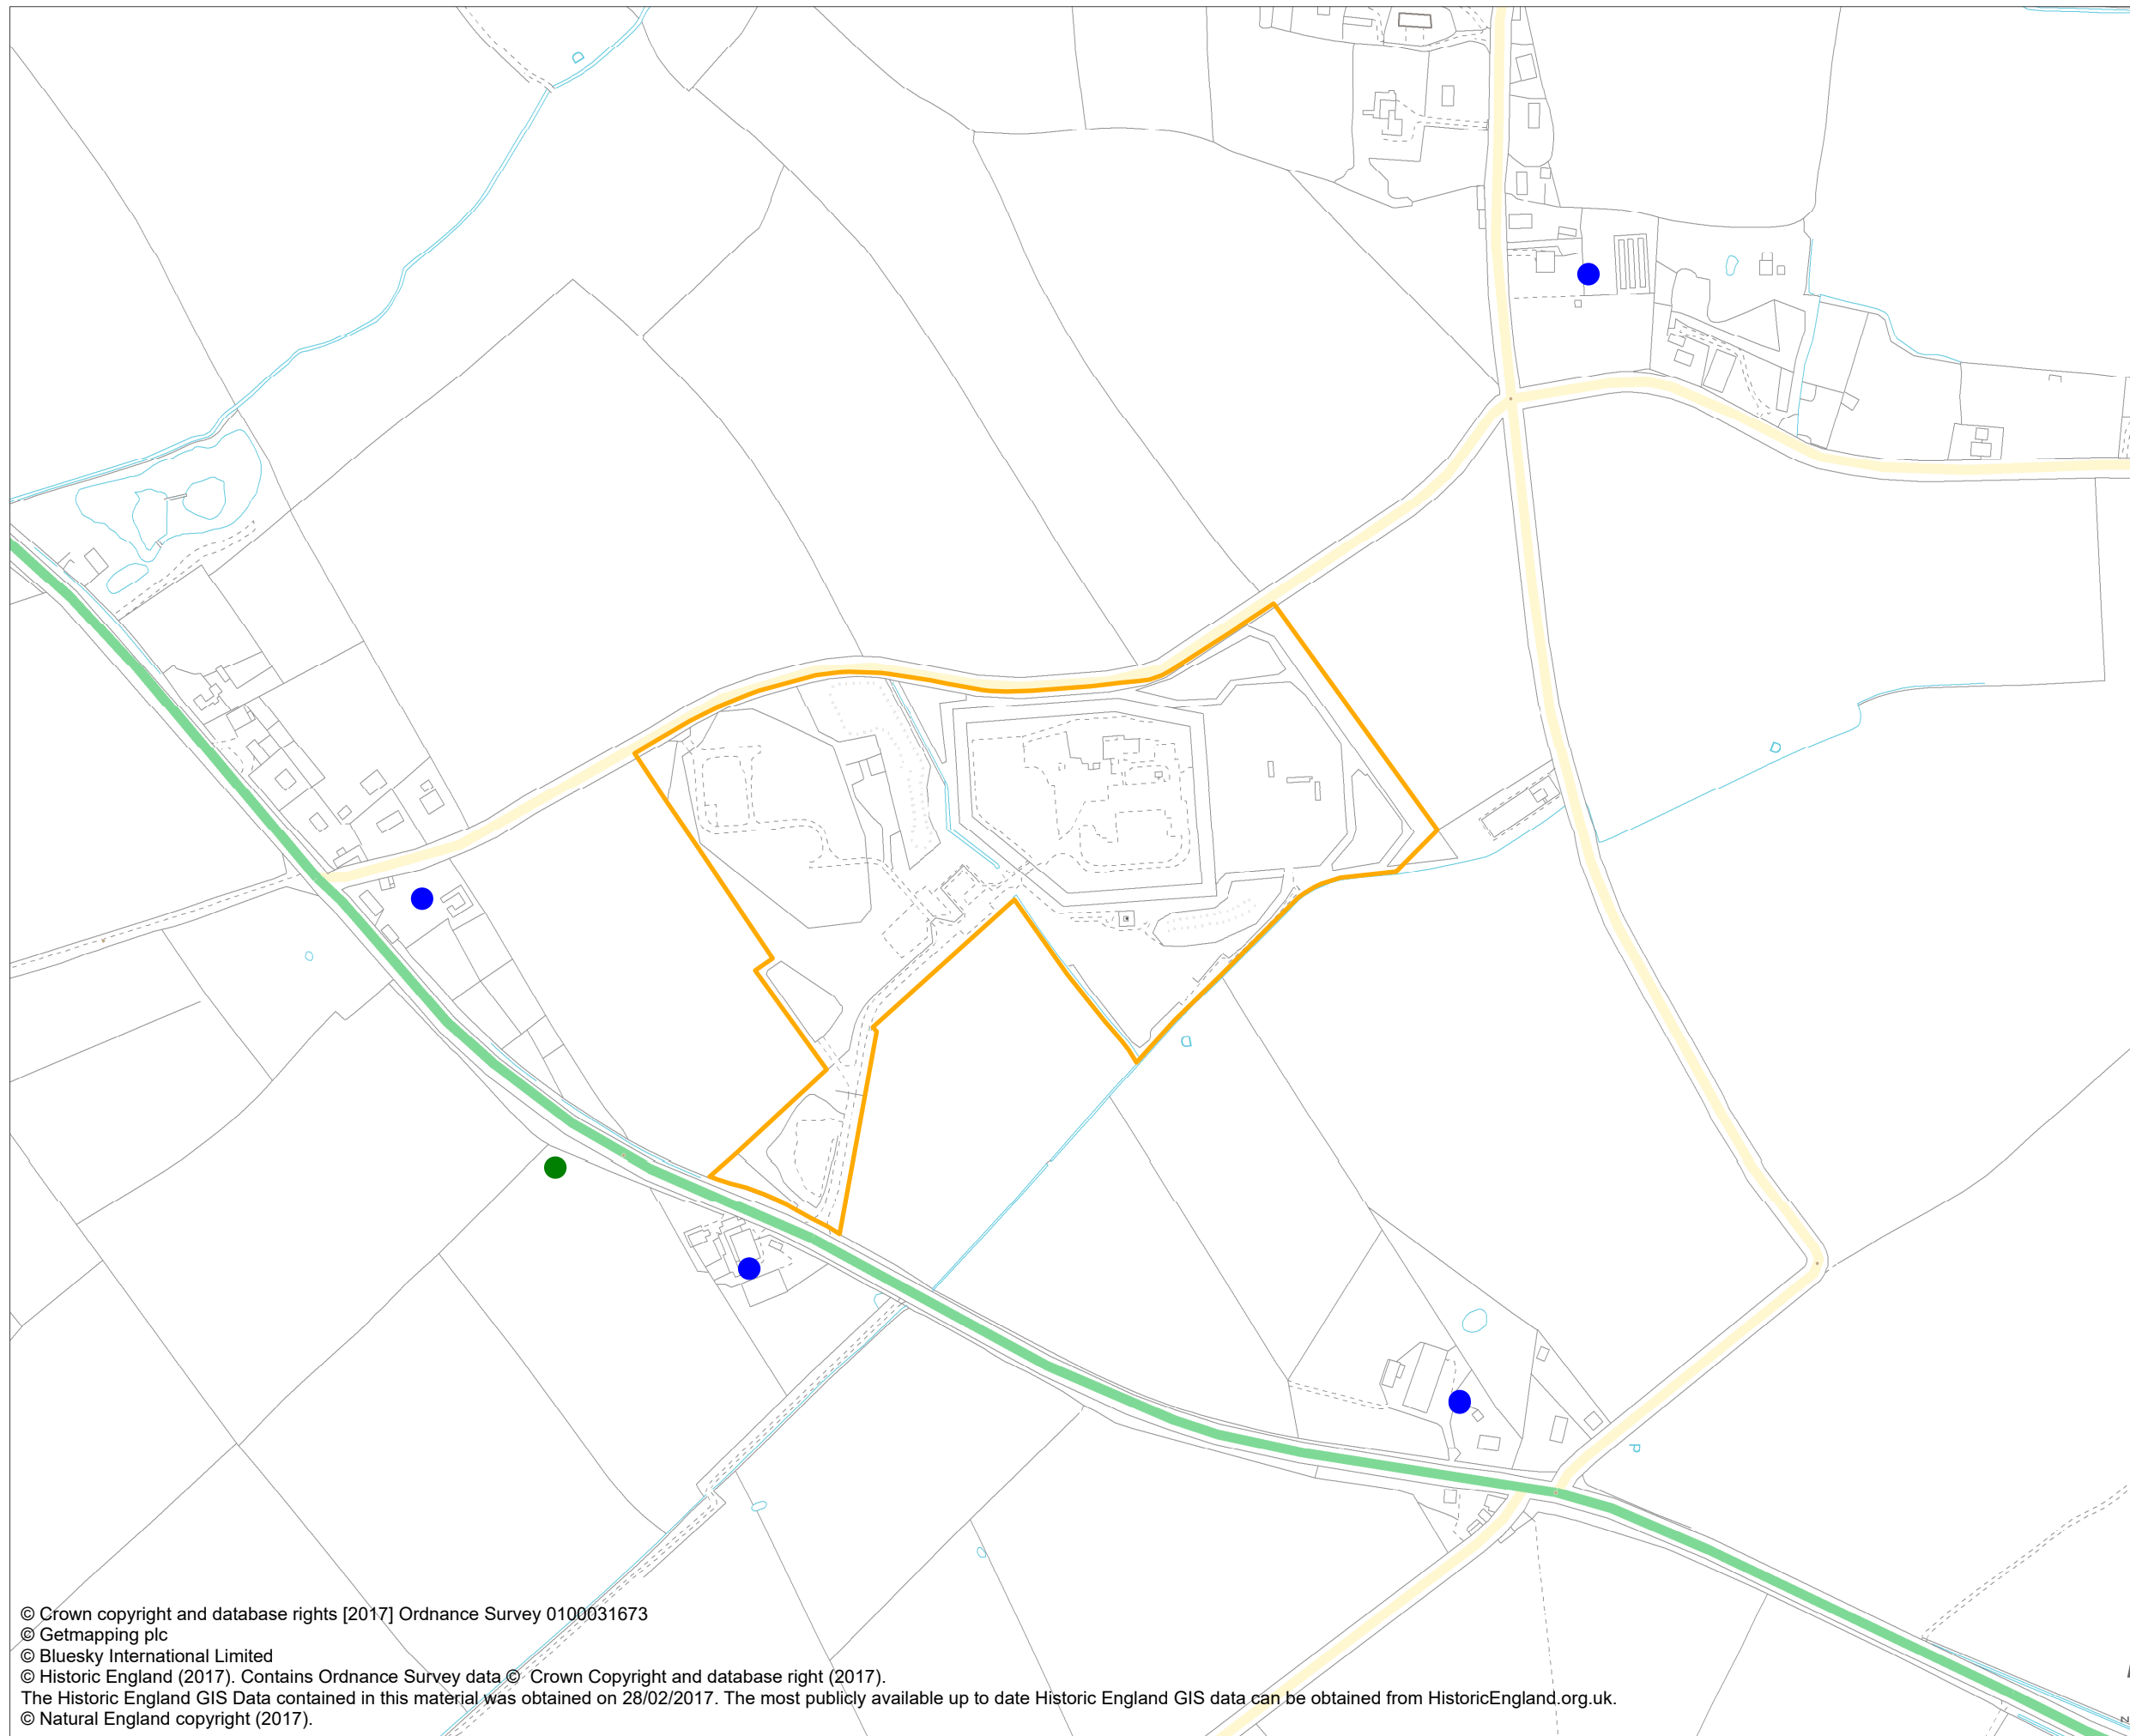 D
D
D
P
© Crown copyright and database rights [2017] Ordnance Survey 0100031673
© Getmapping plc
© Bluesky International Limited
© Historic England (2017). Contains Ordnance Survey data © Crown Copyright and database right (2017).
The Historic England GIS Data contained in this material was obtained on 28/02/2017. The most publicly available up to date Historic England GIS data can be obtained from HistoricEngland.org.uk.
© Natural England copyright (2017).